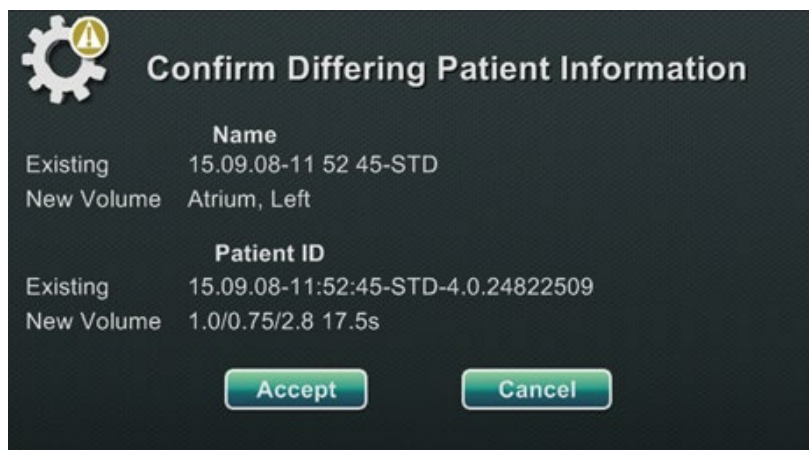 Confirm Differing Patient Information
Name
Existing 15.09.08-11 52 45-STD
New Volume Atrium, Left
Patient ID
Existing 15.09.08-11:52:45-STD-4.0.24822509
New Volume 1.0/0.75/2.8 17.5s
Accept Cancel